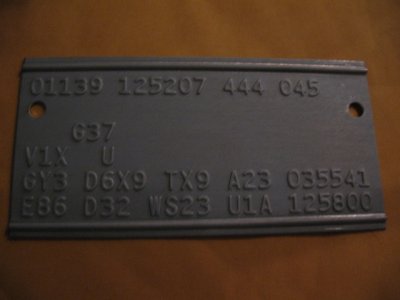 01139 125207 444 045
G37
V1X U
GY3 D6X9 TX9 A23 035541
E86 D32 WS23 U1A 125800